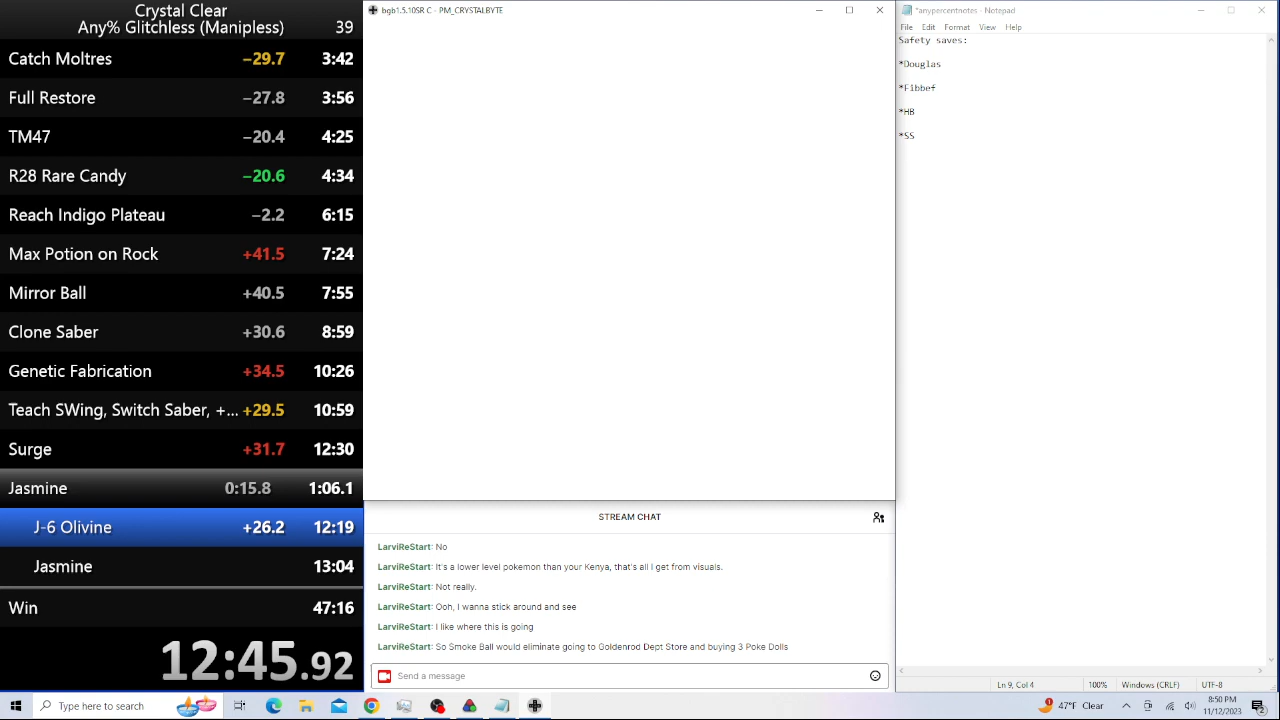 Crystal Clear
Any% Glitchless (Manipless) 39
Catch Moltres −29.7 3:42
Full Restore −27.8 3:56
TM47 −20.4 4:25
R28 Rare Candy −20.6 4:34
Reach Indigo Plateau −2.2 6:15
Max Potion on Rock +41.5 7:24
Mirror Ball +40.5 7:55
Clone Saber +30.6 8:59
Genetic Fabrication +34.5 10:26
Teach SWing, Switch Saber, +... +29.5 10:59
Surge +31.7 12:30
Jasmine 0:15.8 1:06.1
J-6 Olivine +26.2 12:19
Jasmine 13:04
Win 47:16
12:45.92
bgb1.5.10SR C - PM_CRYSTALBYTE
STREAM CHAT
LarviReStart: No
LarviReStart: It's a lower level pokemon than your Kenya, that's all I get from visuals.
LarviReStart: Not really.
LarviReStart: Ooh, I wanna stick around and see
LarviReStart: I like where this is going
LarviReStart: So Smoke Ball would eliminate going to Goldenrod Dept Store and buying 3 Poke Dolls
Send a message
*anypercentnotes - Notepad
File Edit Format View Help
Safety saves:
*Douglas
*Fibbef
*HB
*SS
Ln 9, Col 4 100% Windows (CRLF) UTF-8
Type here to search
47°F Clear
8:50 PM
11/12/2023
2